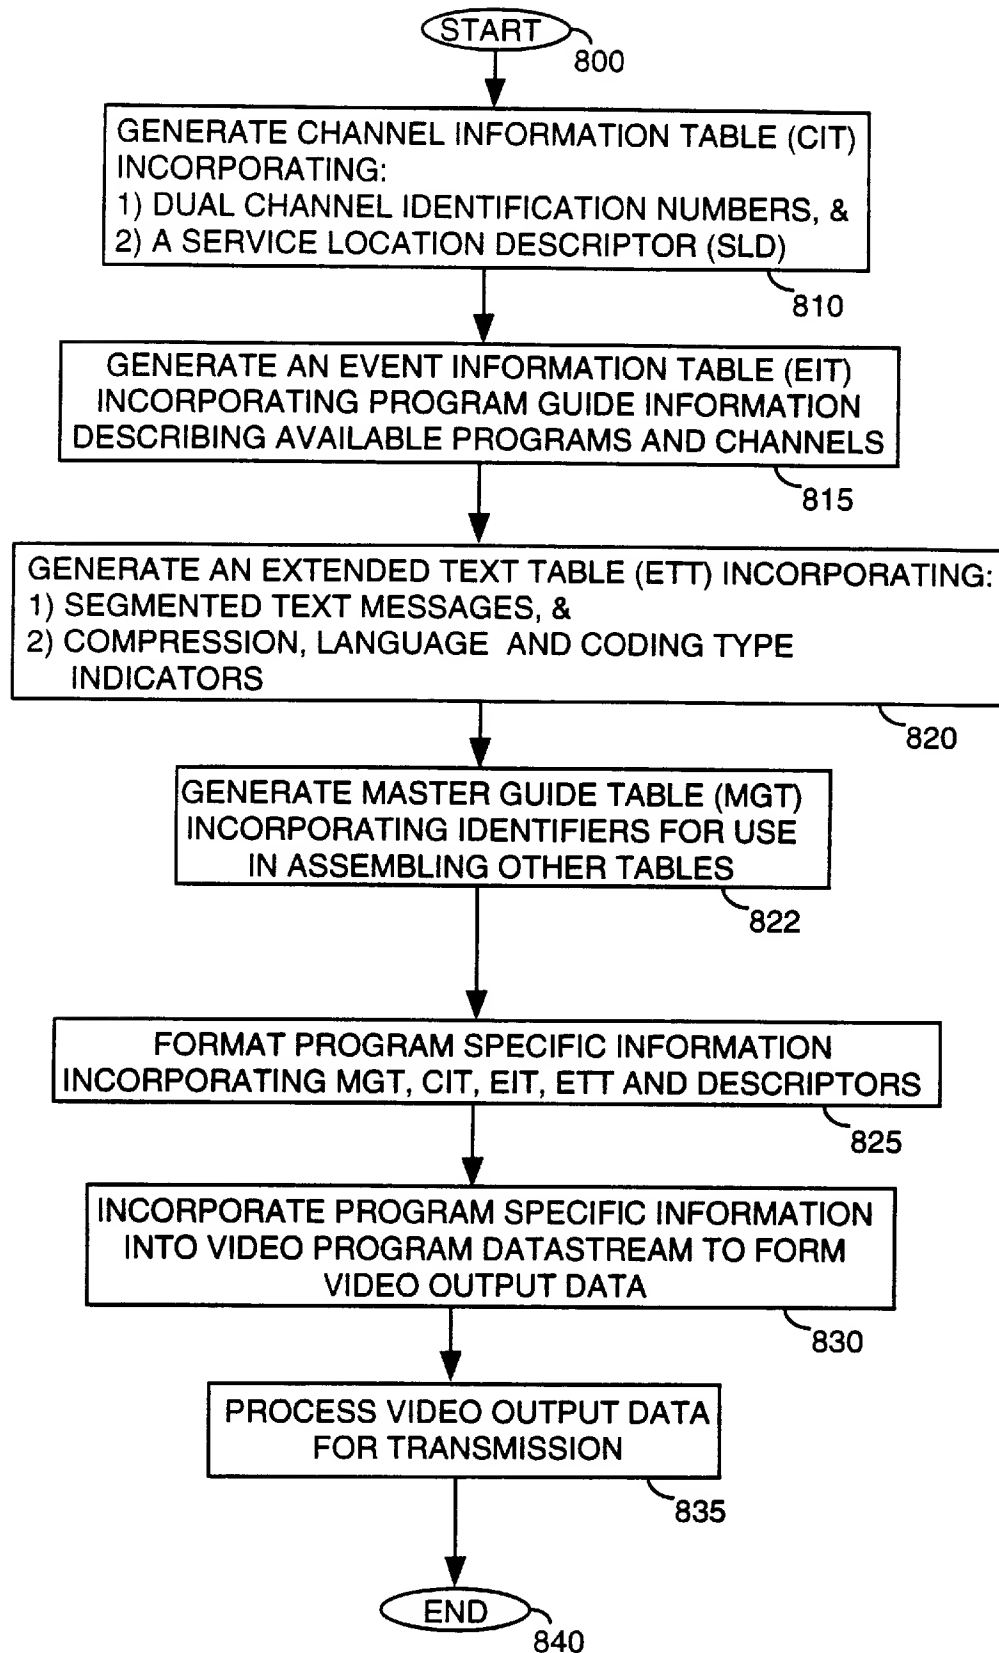 START
800
GENERATE CHANNEL INFORMATION TABLE (CIT)
INCORPORATING:
1) DUAL CHANNEL IDENTIFICATION NUMBERS, &
2) A SERVICE LOCATION DESCRIPTOR (SLD)
810
GENERATE AN EVENT INFORMATION TABLE (EIT)
INCORPORATING PROGRAM GUIDE INFORMATION
DESCRIBING AVAILABLE PROGRAMS AND CHANNELS
815
GENERATE AN EXTENDED TEXT TABLE (ETT) INCORPORATING:
1) SEGMENTED TEXT MESSAGES, &
2) COMPRESSION, LANGUAGE AND CODING TYPE
INDICATORS
820
GENERATE MASTER GUIDE TABLE (MGT)
INCORPORATING IDENTIFIERS FOR USE
IN ASSEMBLING OTHER TABLES
822
FORMAT PROGRAM SPECIFIC INFORMATION
INCORPORATING MGT, CIT, EIT, ETT AND DESCRIPTORS
825
INCORPORATE PROGRAM SPECIFIC INFORMATION
INTO VIDEO PROGRAM DATASTREAM TO FORM
VIDEO OUTPUT DATA
830
PROCESS VIDEO OUTPUT DATA
FOR TRANSMISSION
835
END
840